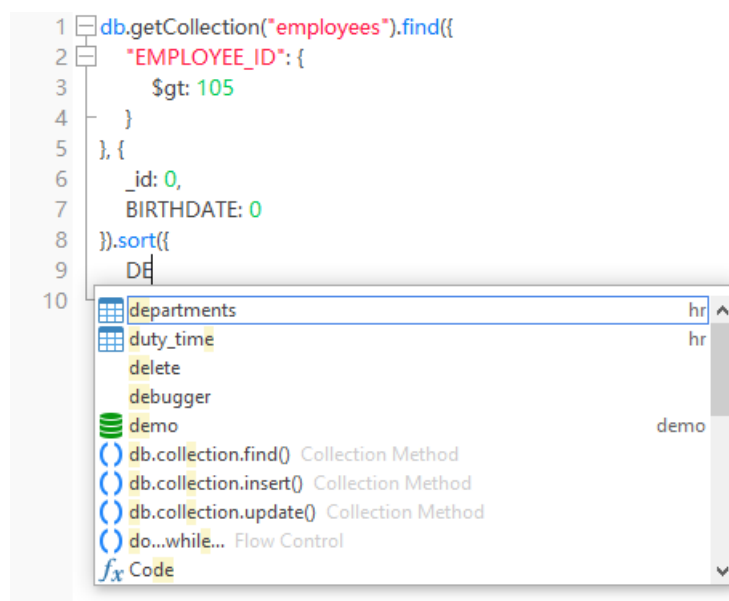 1 db.getCollection("employees").find({
2 "EMPLOYEE_ID": {
3 $gt: 105
4 }
5 }, {
6 _id: 0,
7 BIRTHDATE: 0
8 }).sort({
9 DE
10
departments hr
duty_time hr
delete
debugger
demo demo
db.collection.find() Collection Method
db.collection.insert() Collection Method
db.collection.update() Collection Method
do...while... Flow Control
fx Code